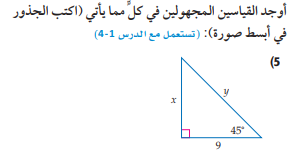 أوجد القياسين المجهولين في كلٍّ مما يأتي (اكتب الجذور
في أبسط صورة): (تستعمل مع الدرس 1-4)
(5
x
y
45°
9